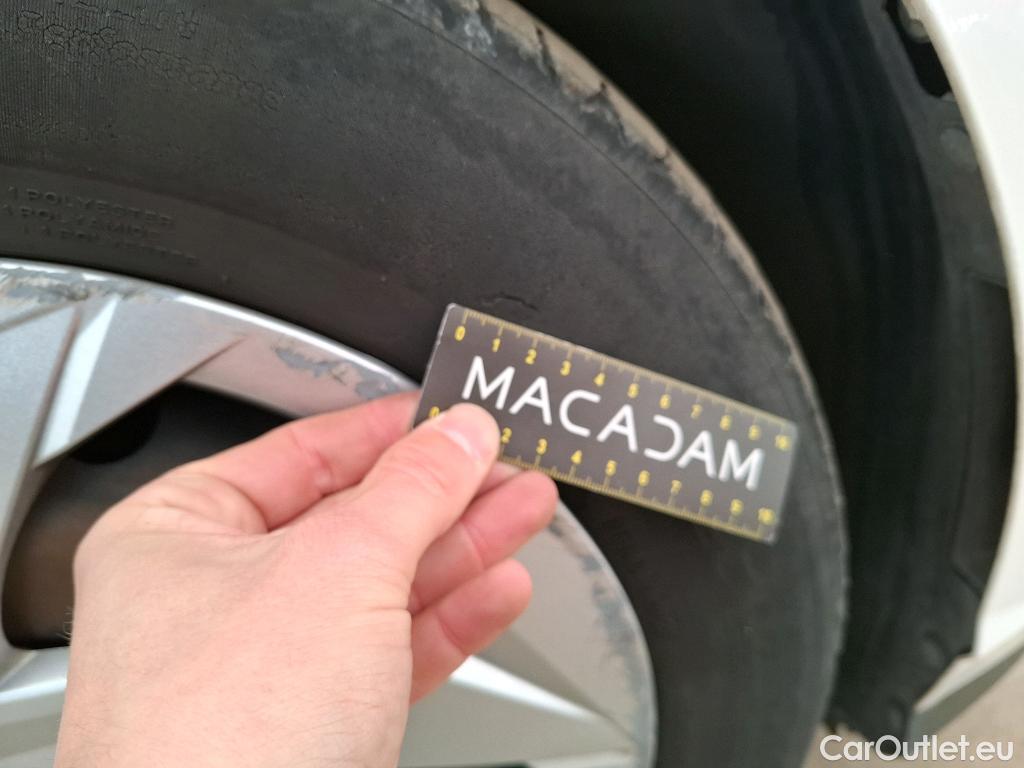 1 POLYESTER
1 POLYAMIDE
0 1 2 3 4 5 6 7 8 9 10
MACADAM
0 2 3 4 5 6 7 8 9 10
CarOutlet.eu